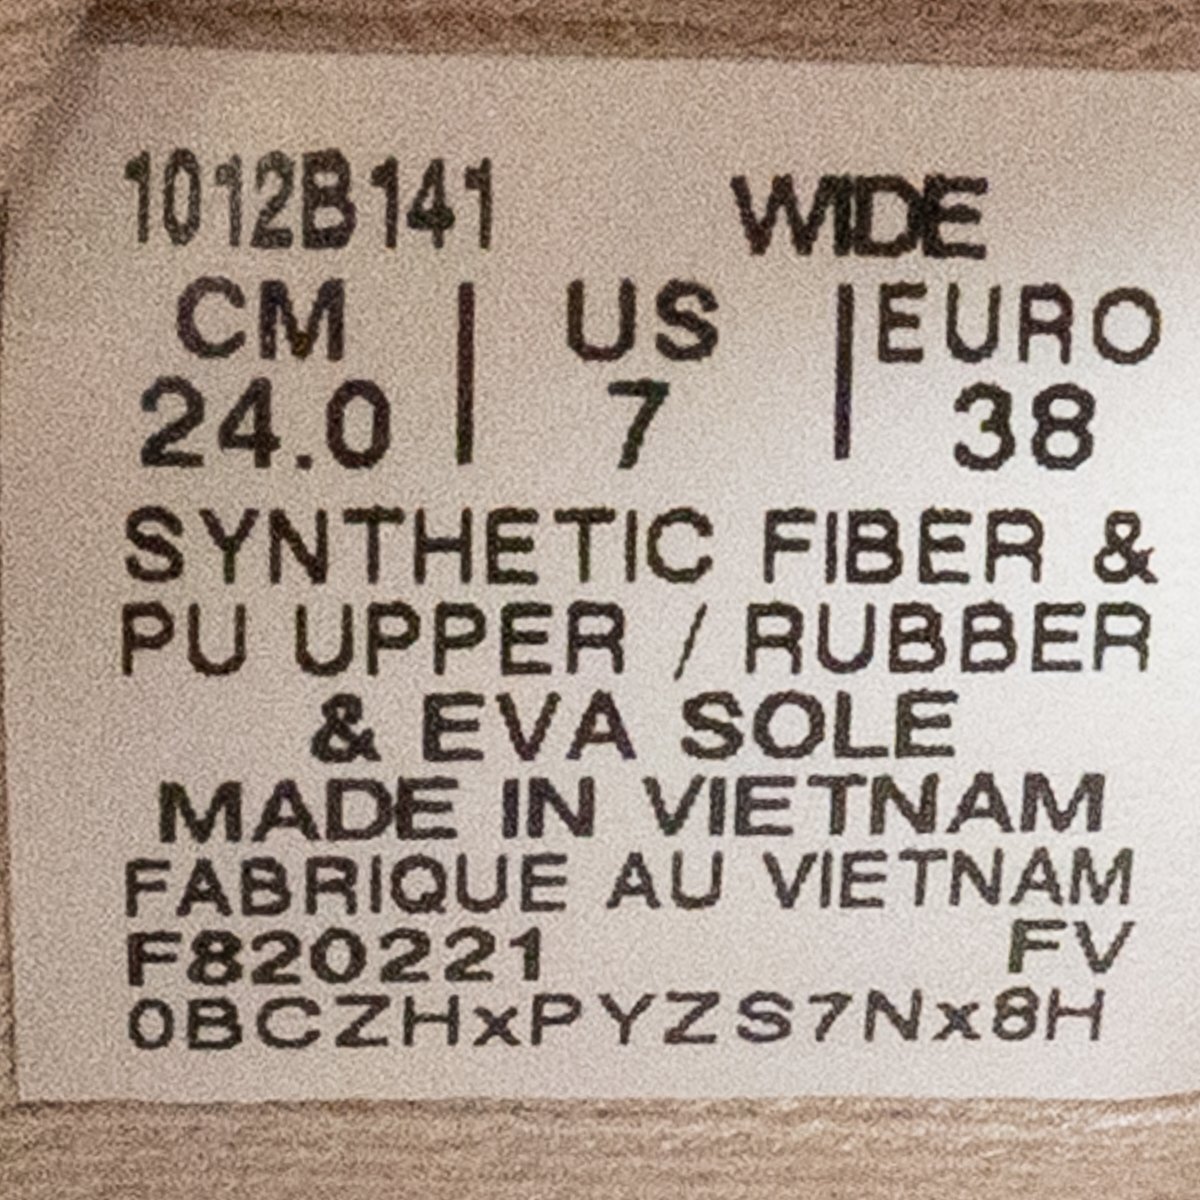 1012B141 WIDE
CM | US | EURO
24.0 | 7 | 38
SYNTHETIC FIBER &
PU UPPER / RUBBER
& EVA SOLE
MADE IN VIETNAM
FABRIQUE AU VIETNAM
F820221 FV
0BCZHxPYZS7Nx8H